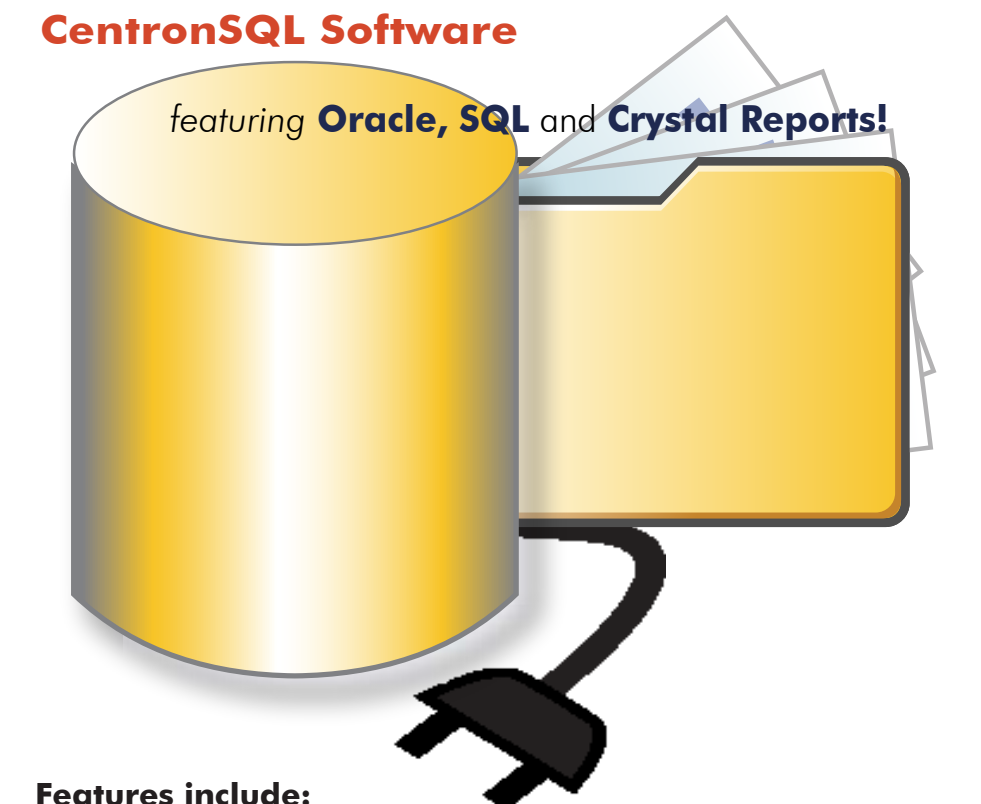 CentronSQL Software
featuring Oracle, SQL and Crystal Reports!
Features include: